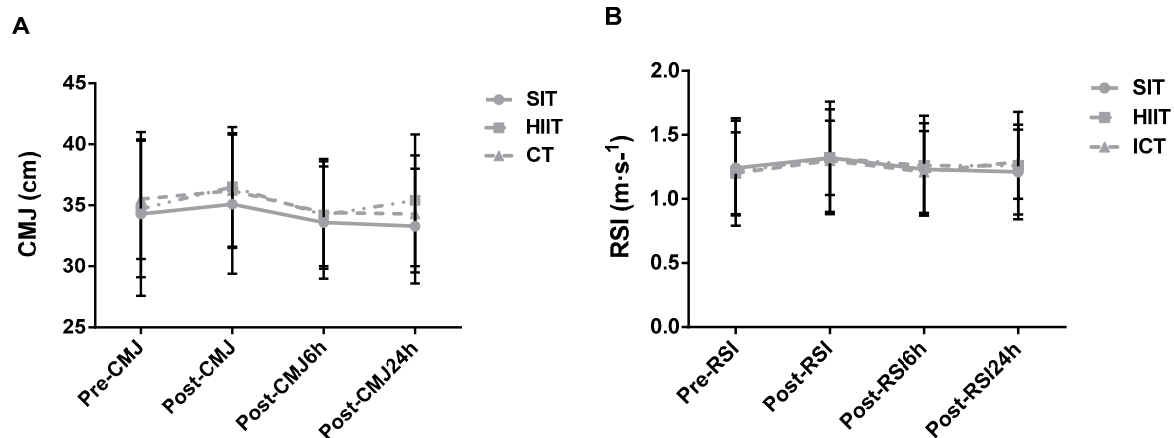 A
CMJ (cm)
45
40
35
30
25
Pre-CMJ
Post-CMJ
Post-CMJ6h
Post-CMJ24h
SIT
HIIT
CT
B
RSI (m·s-1)
2.0
1.5
1.0
0.5
0.0
Pre-RSI
Post-RSI
Post-RSI6h
Post-RSI24h
SIT
HIIT
ICT